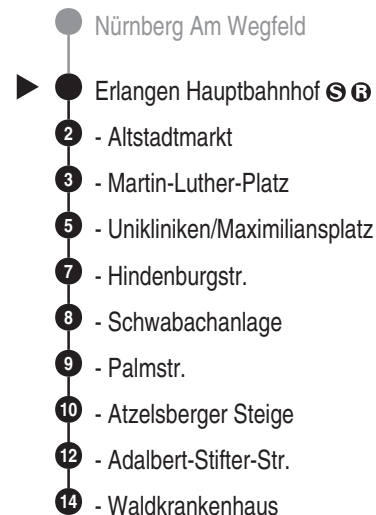 Nürnberg Am Wegfeld
Erlangen Hauptbahnhof S R
2 - Altstadtmarkt
3 - Martin-Luther-Platz
5 - Unikliniken/Maximiliansplatz
7 - Hindenburgstr.
8 - Schwabachanlage
9 - Palmstr.
10 - Atzelsberger Steige
12 - Adalbert-Stifter-Str.
14 - Waldkrankenhaus